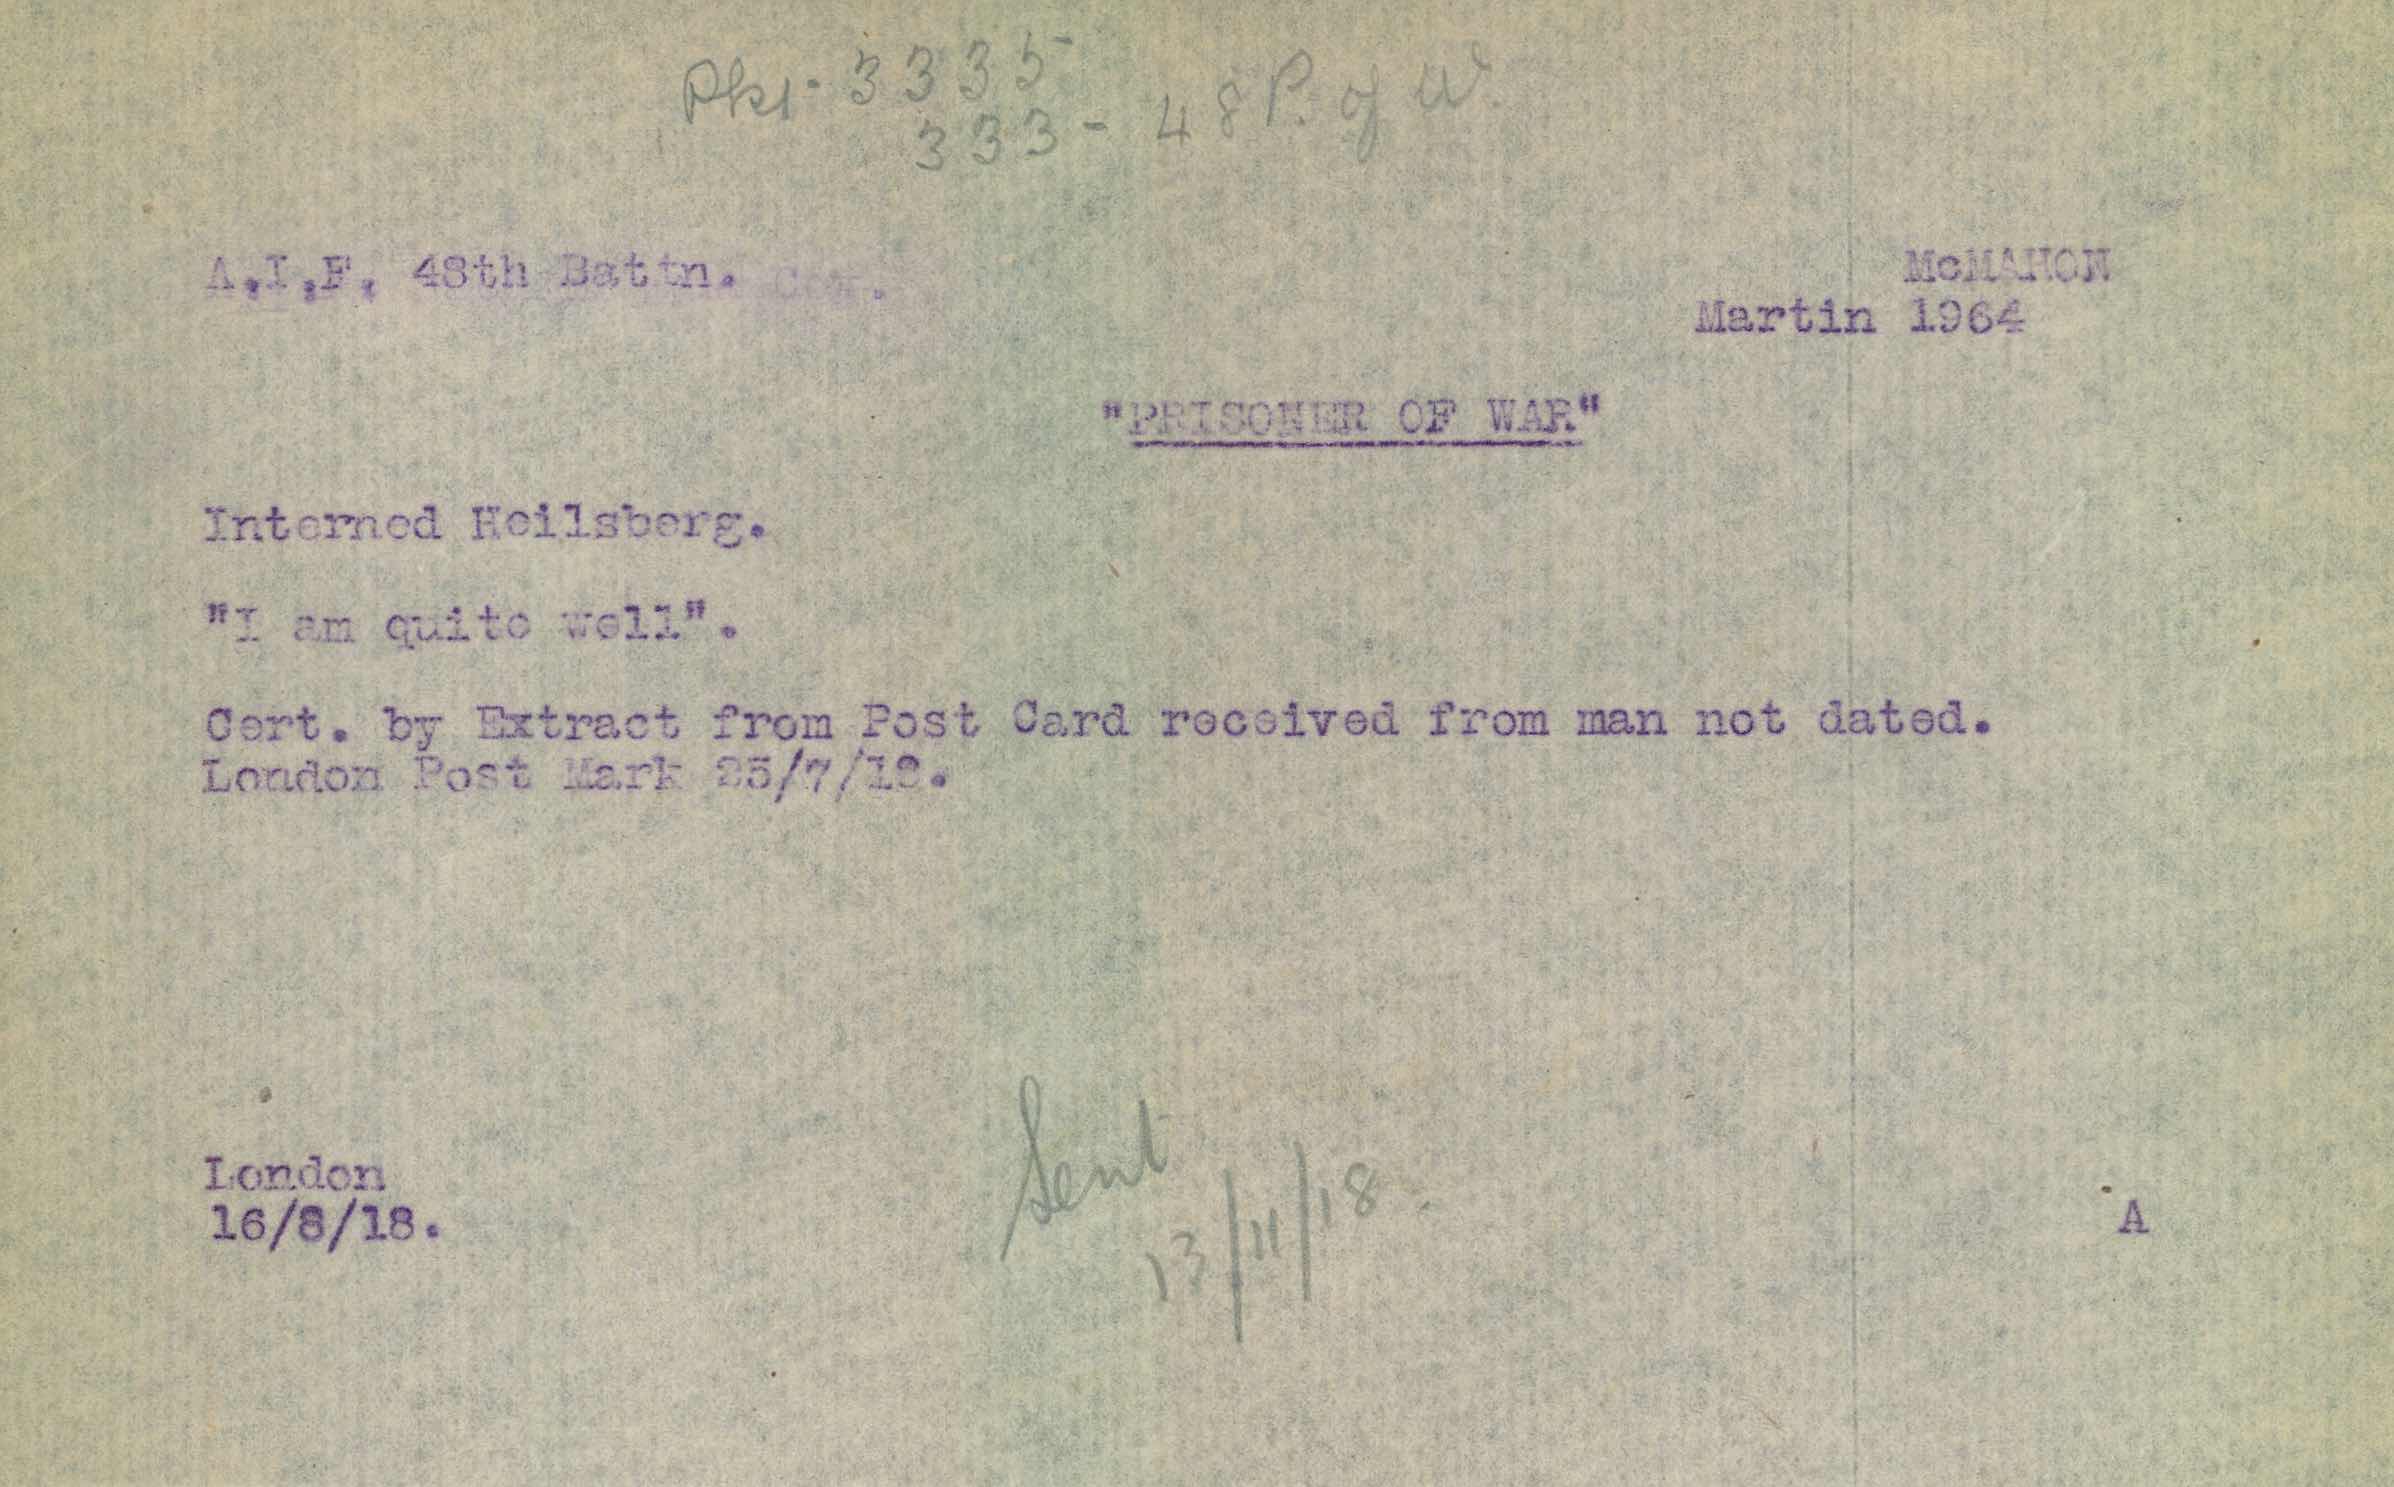 Pkt. 3335
333 - 48 P. of W.
A.I.F. 48th Battn.
McMAHON
Martin 1964
"PRISONER OF WAR"
Interned Heilsberg.
"I am quite well".
Cert. by Extract from Post Card received from man not dated.
London Post Mark 25/7/18.
Sent
13/11/18.
London
16/8/18.
A